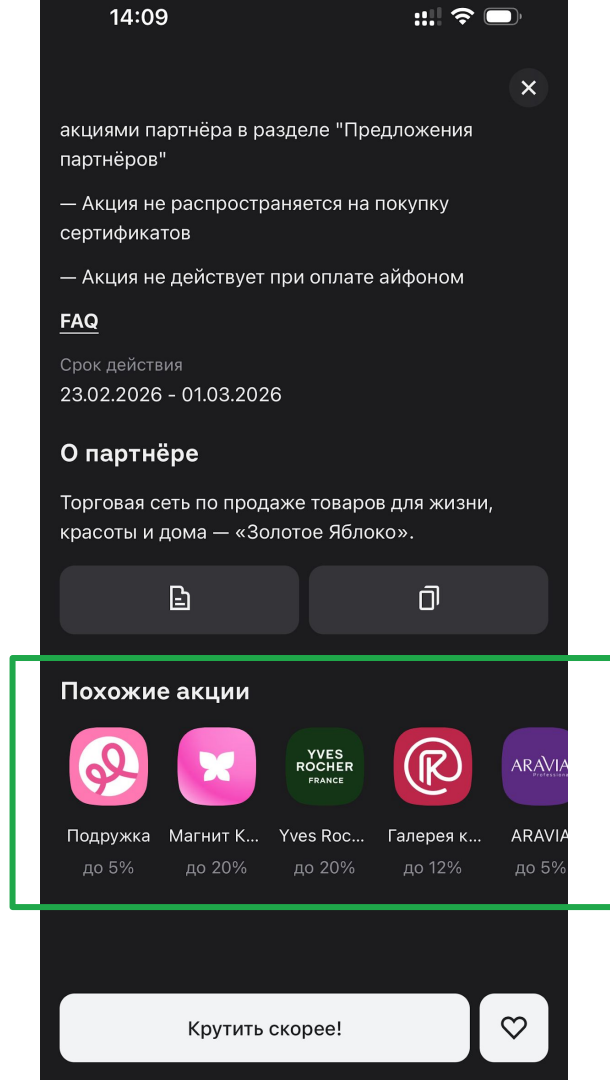 14:09
акциями партнёра в разделе "Предложения
партнёров"
— Акция не распространяется на покупку
сертификатов
— Акция не действует при оплате айфоном
FAQ
Срок действия
23.02.2026 - 01.03.2026
О партнёре
Торговая сеть по продаже товаров для жизни,
красоты и дома — «Золотое Яблоко».
Похожие акции
YVES
ROCHER
FRANCE
ARAVIA
Professional
Подружка Магнит К... Yves Roc... Галерея к... ARAVIA
до 5% до 20% до 20% до 12% до 5%
Крутить скорее!